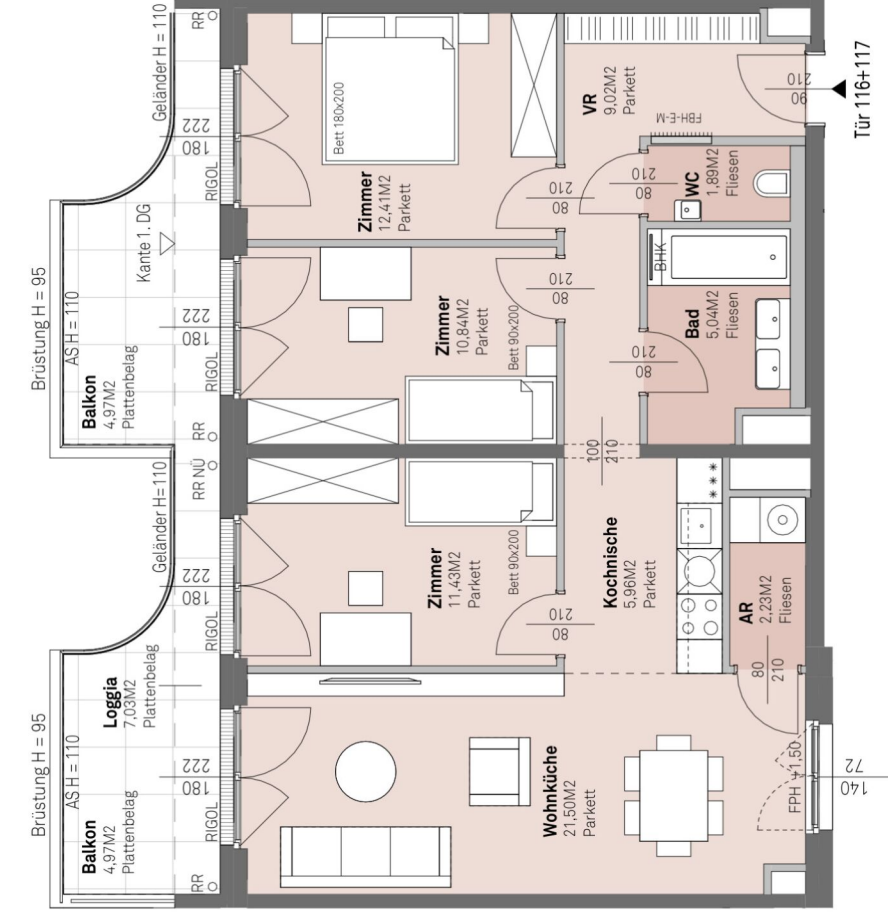 Geländer H = 110
RR
222
180
RIGOL
Kante 1. DG
Brüstung H = 95
AS H = 110
Balkon
4,97M2
Plattenbelag
222
180
RIGOL
RR
RR NÜ
Geländer H=110
222
180
RIGOL
Loggia
7,03M2
Plattenbelag
Brüstung H = 95
AS H = 110
Balkon
4,97M2
Plattenbelag
222
180
RIGOL
RR
Bett 180x200
Zimmer
12,41M2
Parkett
210
80
Zimmer
10,84M2
Parkett
Bett 90x200
210
80
Zimmer
11,43M2
Parkett
Bett 90x200
210
80
VR
9,02M2
Parkett
FBH-E-M
210
90
Tür 116+117
210
80
WC
1,89M2
Fliesen
BHK
Bad
5,04M2
Fliesen
210
80
100
210
Kochnische
5,96M2
Parkett
AR
2,23M2
Fliesen
80
210
Wohnküche
21,50M2
Parkett
FPH +1,50
72
140